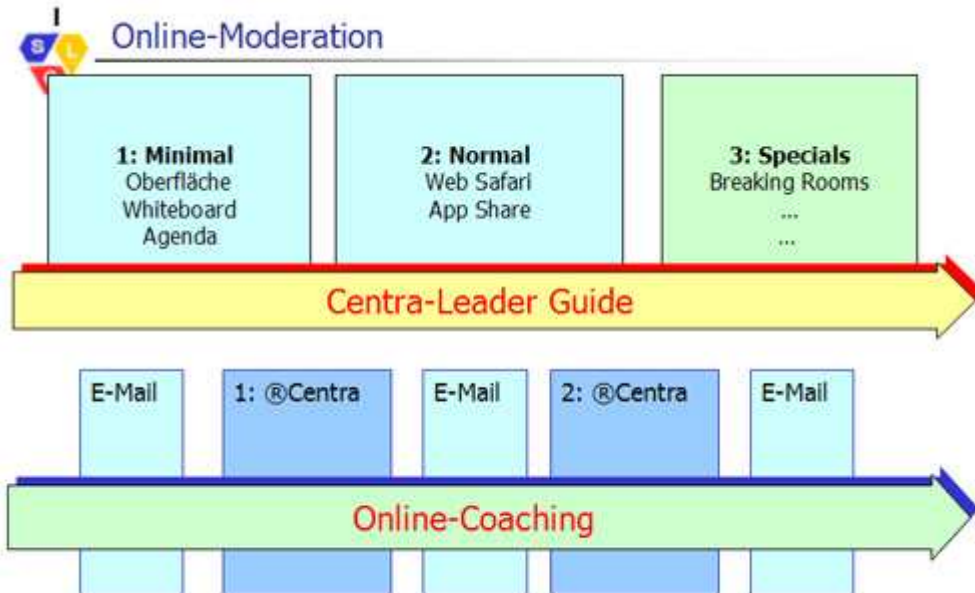 I
S
L
Online-Moderation
1: Minimal
Oberfläche
Whiteboard
Agenda
2: Normal
Web Safari
App Share
3: Specials
Breaking Rooms
...
...
Centra-Leader Guide
E-Mail
1: ®Centra
E-Mail
2: ®Centra
E-Mail
Online-Coaching